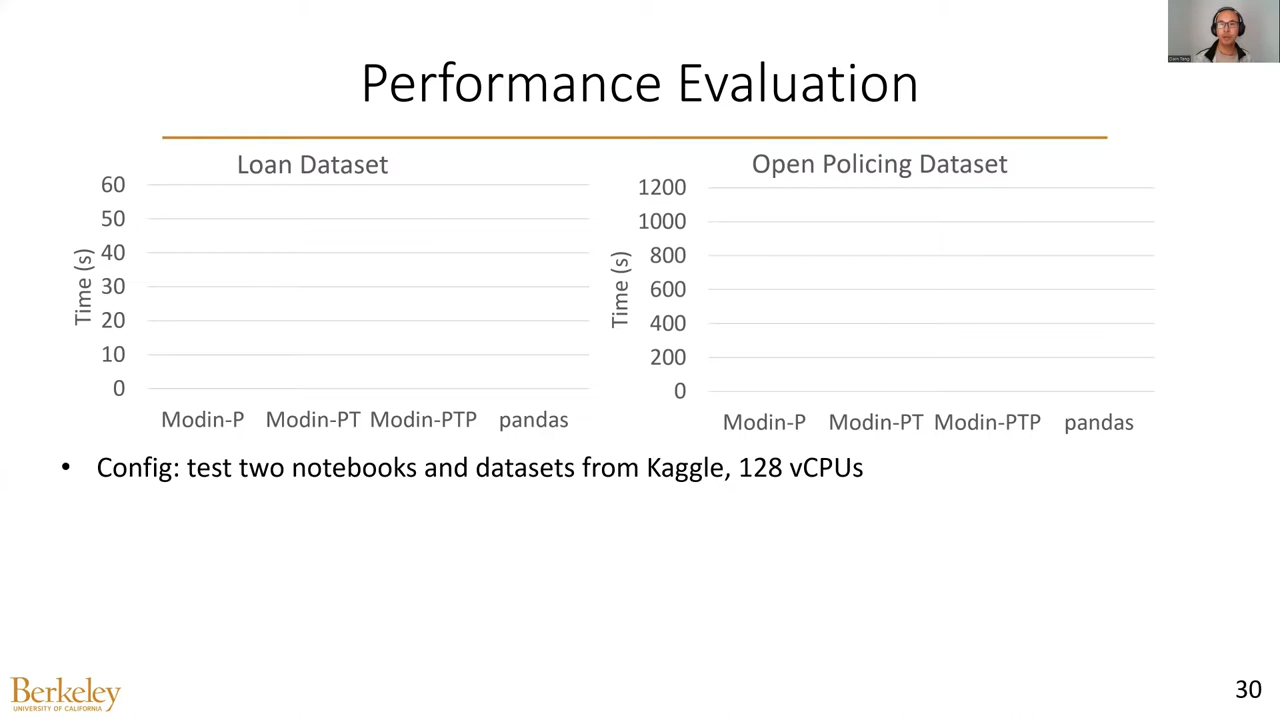 Performance Evaluation
Loan Dataset
60
50
40
30
20
10
0
Time (s)
Modin-P Modin-PT Modin-PTP pandas
Open Policing Dataset
1200
1000
800
600
400
200
0
Time (s)
Modin-P Modin-PT Modin-PTP pandas
• Config: test two notebooks and datasets from Kaggle, 128 vCPUs
Berkeley
UNIVERSITY OF CALIFORNIA
30